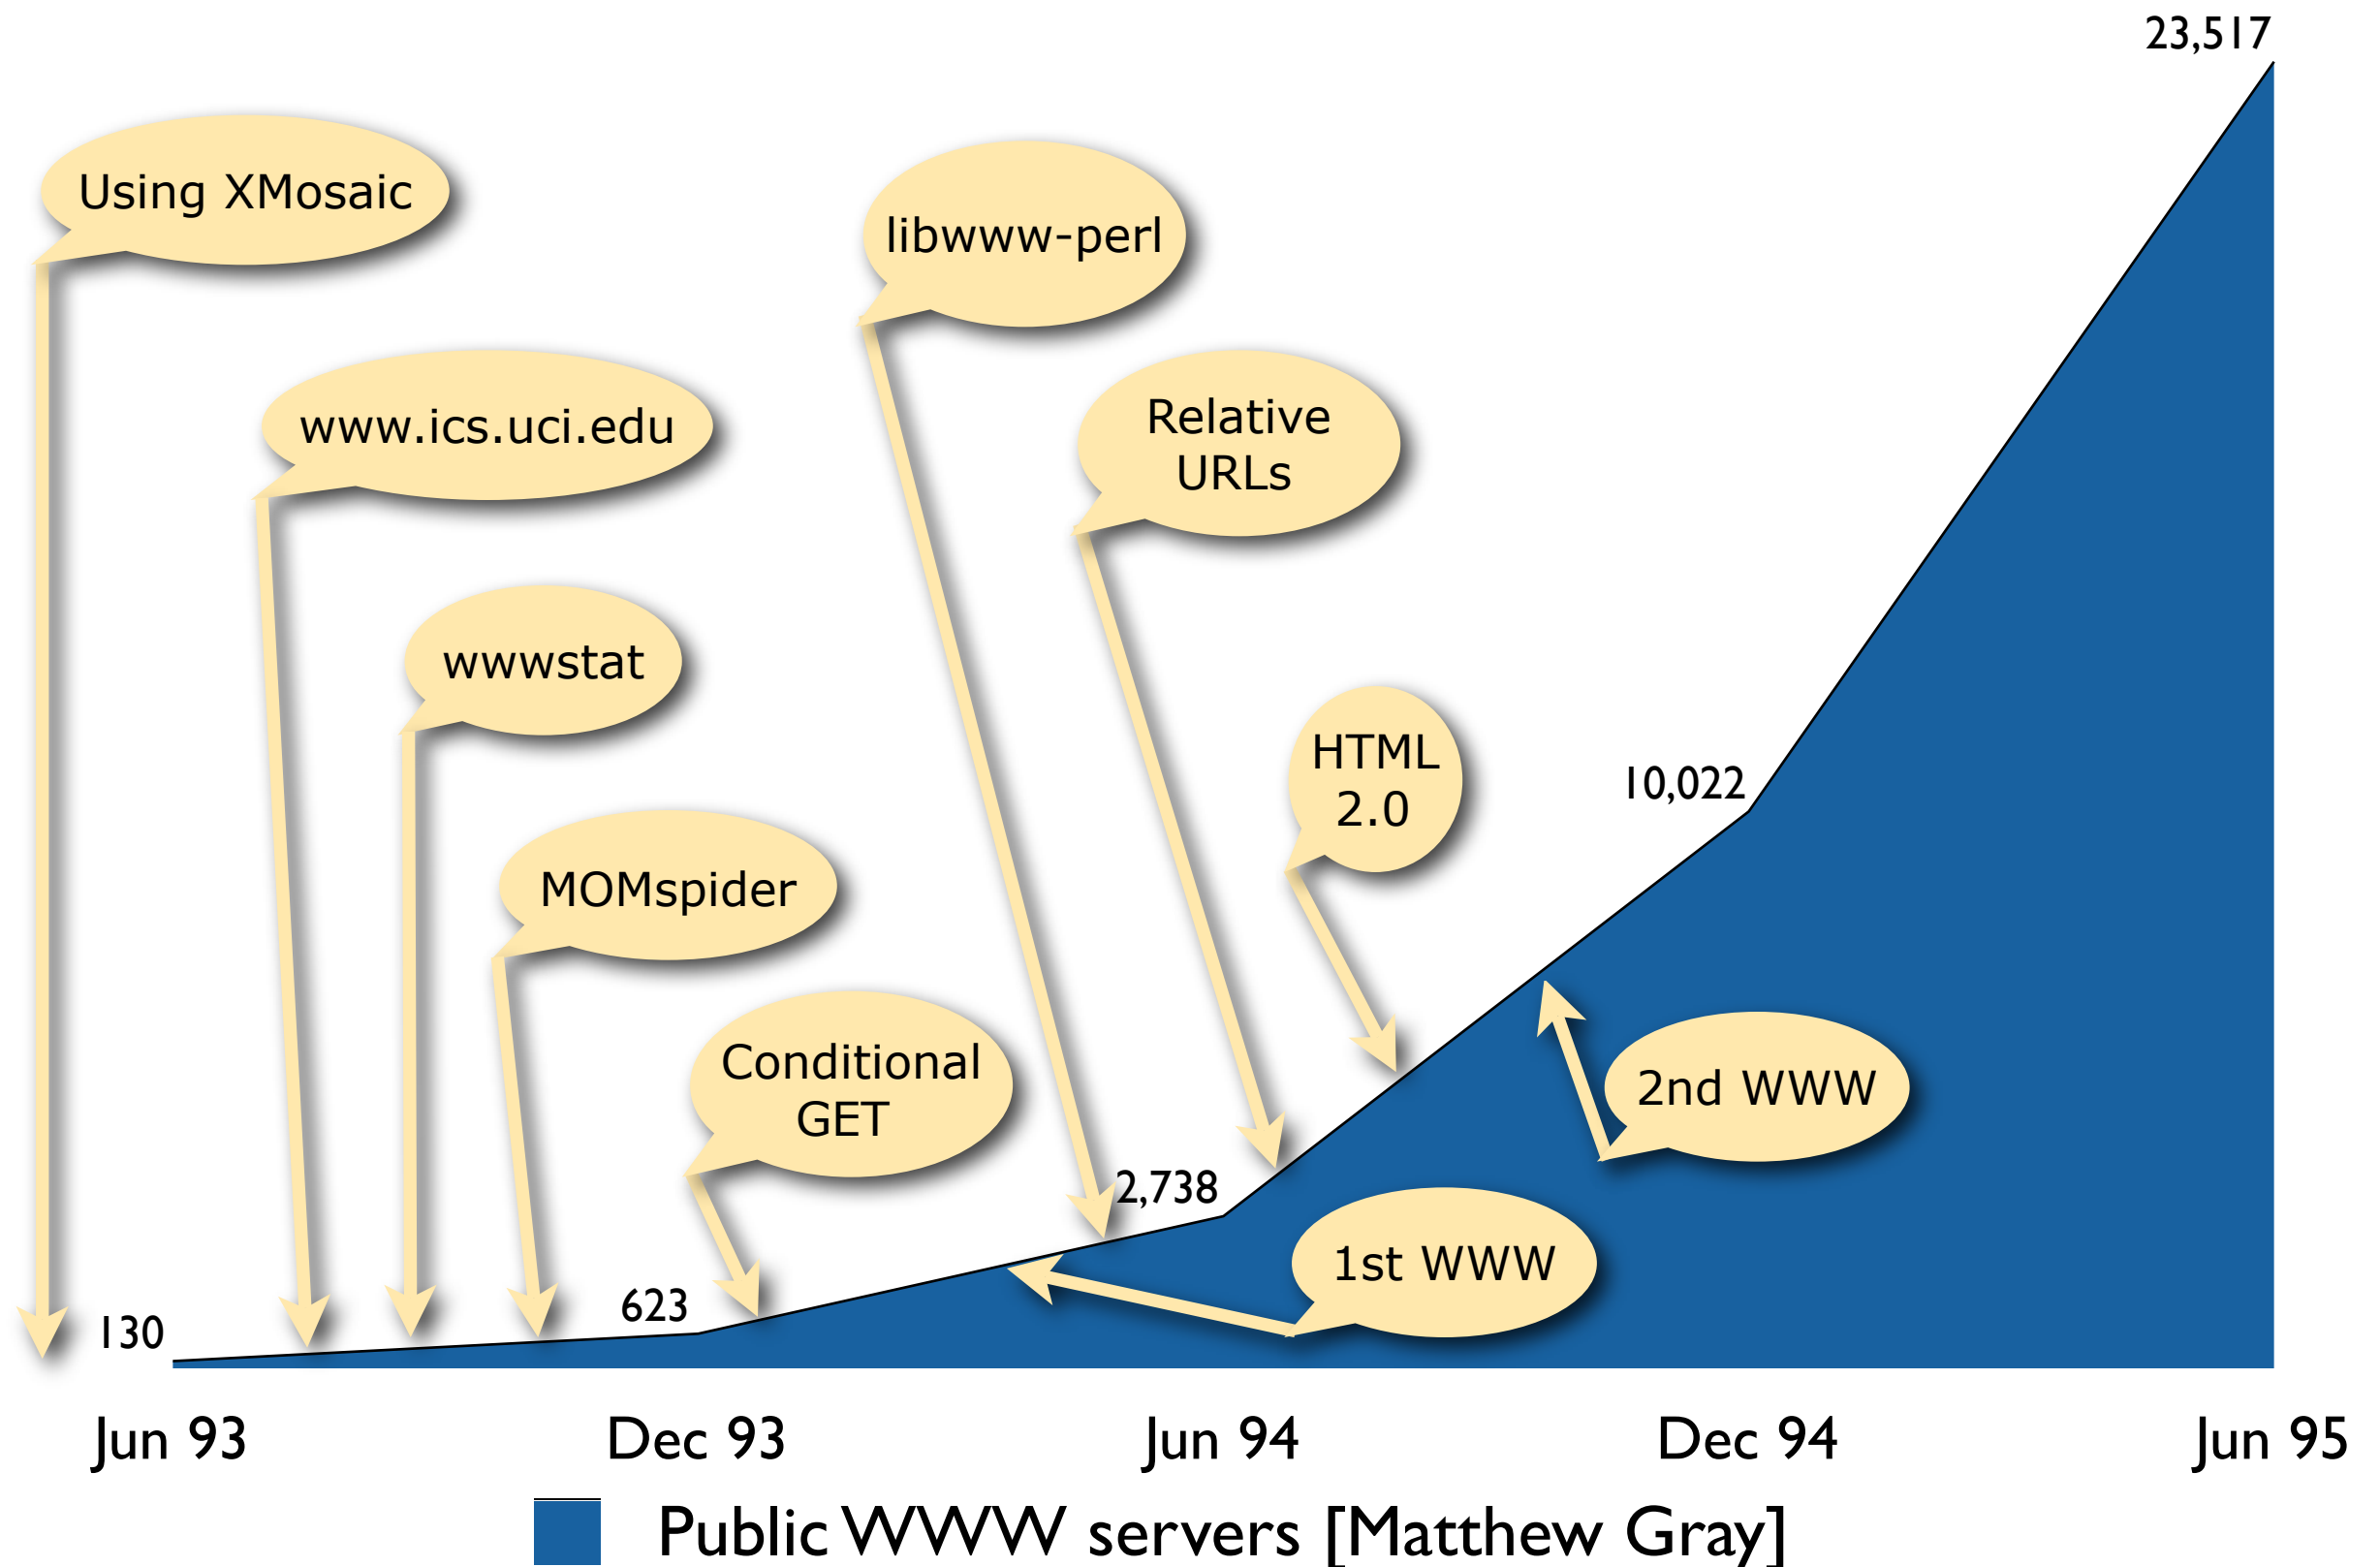 23,517
Using XMosaic
libwww-perl
www.ics.uci.edu
Relative
URLs
wwwstat
HTML
2.0
10,022
MOMspider
Conditional
GET
2nd WWW
2,738
1st WWW
623
130
Jun 93
Dec 93
Jun 94
Dec 94
Jun 95
Public WWW servers [Matthew Gray]